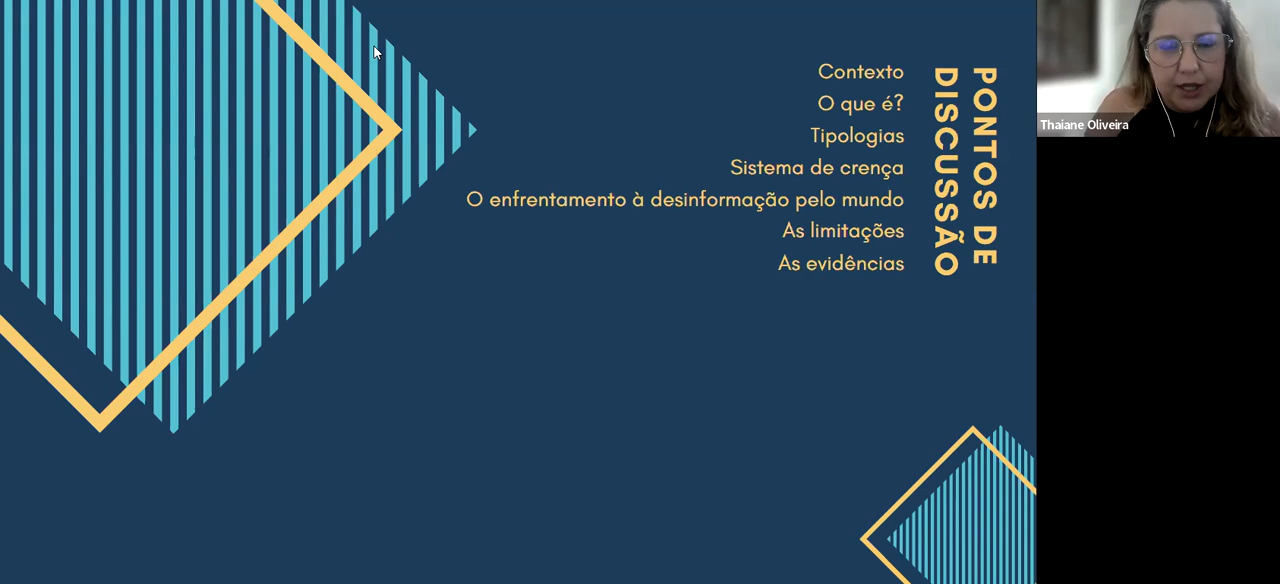 PONTOS DE
DISCUSSÃO
Contexto
O que é?
Tipologias
Sistema de crença
O enfrentamento à desinformação pelo mundo
As limitações
As evidências
Thaiane Oliveira